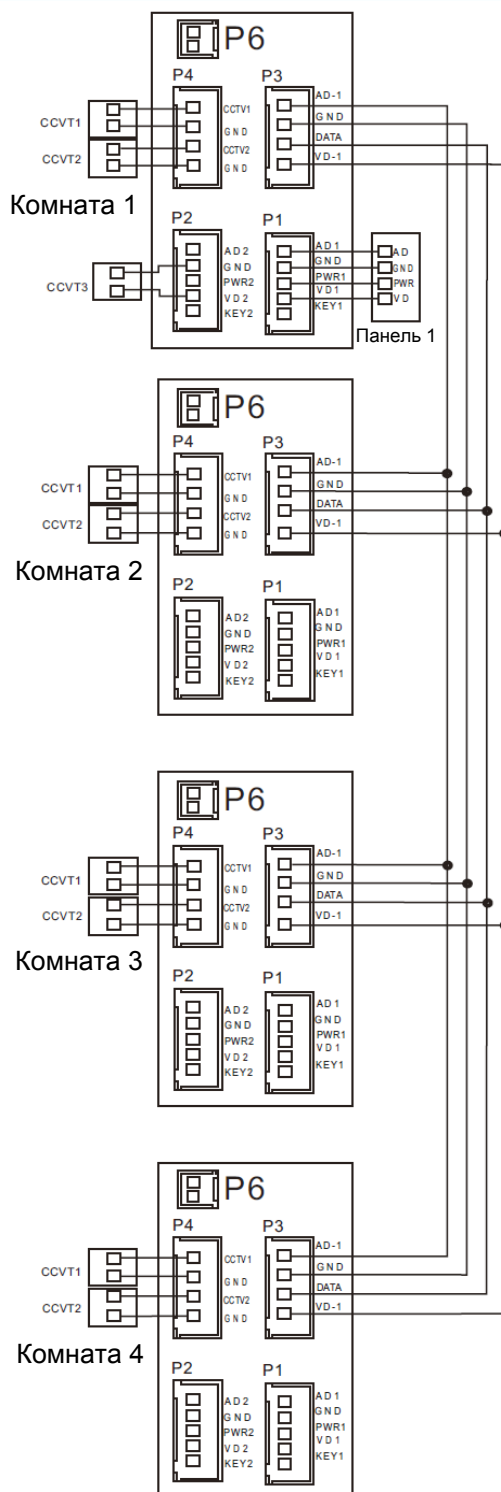 P6
P4 P3
CCVT1
CCVT2
CCTV1
GND
CCTV2
GND
AD-1
GND
DATA
VD-1
Комната 1
P2 P1
CCVT3
AD2
GND
PWR2
VD2
KEY2
AD1
GND
PWR1
VD1
KEY1
AD
GND
PWR
VD
Панель 1
P6
P4 P3
CCVT1
CCVT2
CCTV1
GND
CCTV2
GND
AD-1
GND
DATA
VD-1
Комната 2
P2 P1
AD2
GND
PWR2
VD2
KEY2
AD1
GND
PWR1
VD1
KEY1
P6
P4 P3
CCVT1
CCVT2
CCTV1
GND
CCTV2
GND
AD-1
GND
DATA
VD-1
Комната 3
P2 P1
AD2
GND
PWR2
VD2
KEY2
AD1
GND
PWR1
VD1
KEY1
P6
P4 P3
CCVT1
CCVT2
CCTV1
GND
CCTV2
GND
AD-1
GND
DATA
VD-1
Комната 4
P2 P1
AD2
GND
PWR2
VD2
KEY2
AD1
GND
PWR1
VD1
KEY1